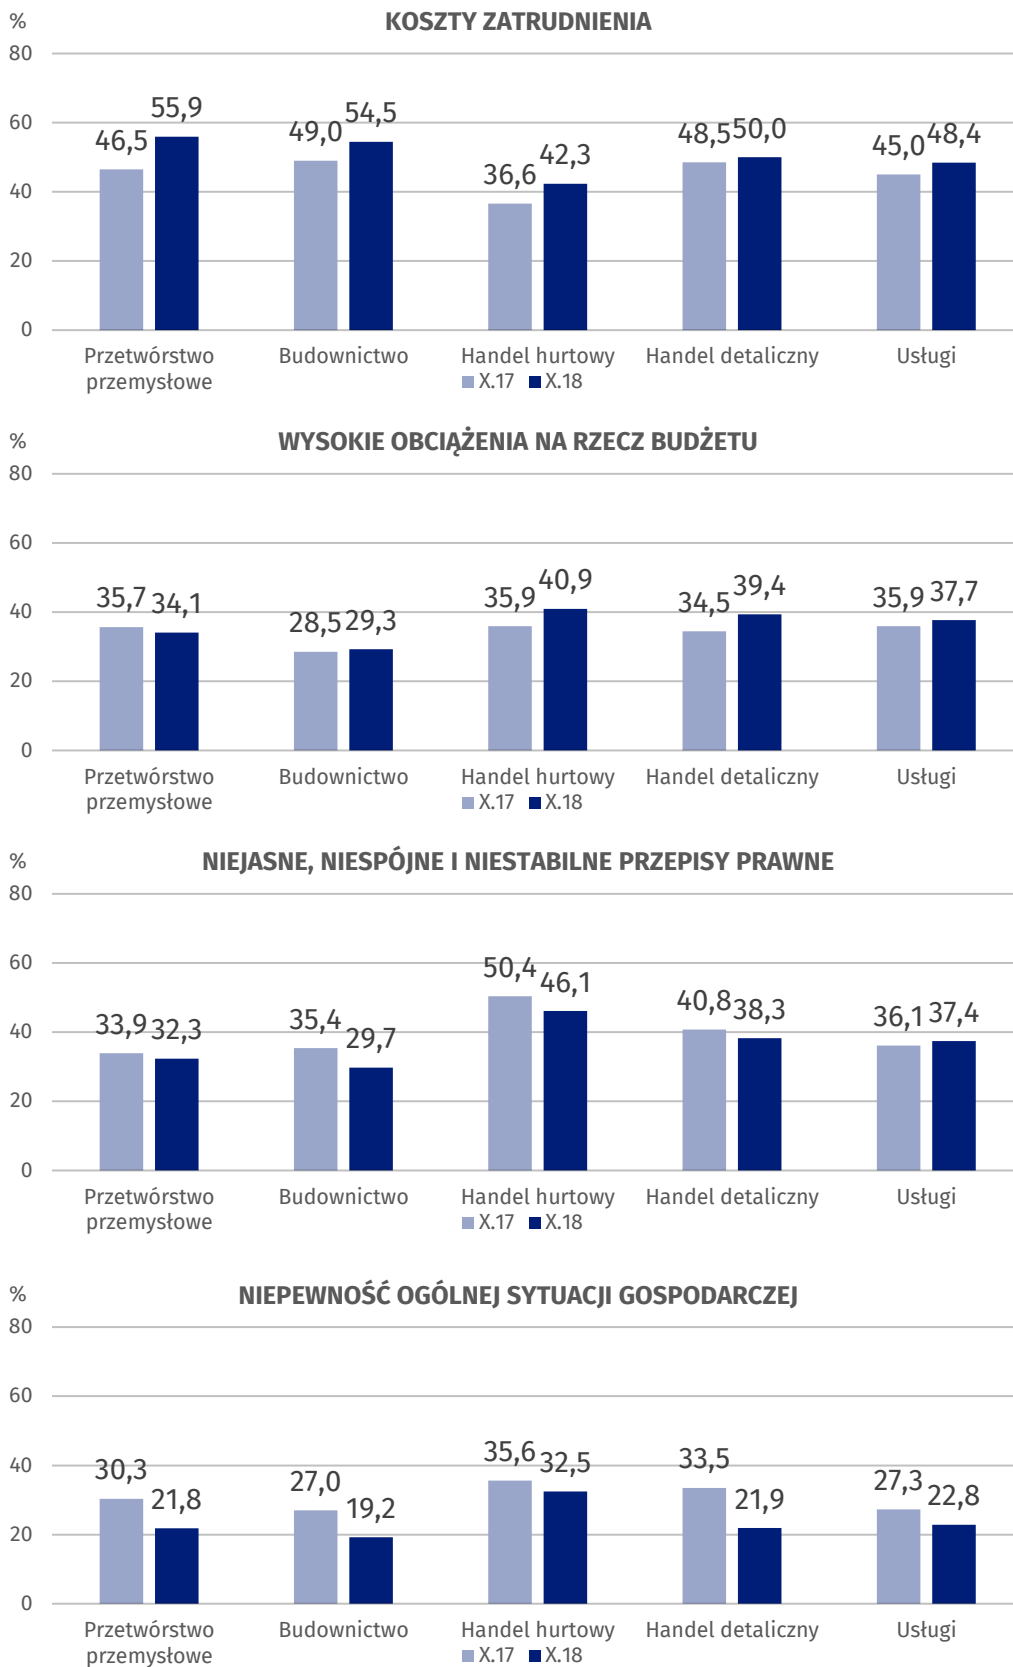 %
KOSZTY ZATRUDNIENIA
80
60
40
20
0
46,5 55,9 49,0 54,5 36,6 42,3 48,5 50,0 45,0 48,4
Przetwórstwo przemysłowe
Budownictwo
Handel hurtowy
Handel detaliczny
Usługi
X.17 X.18
%
WYSOKIE OBCIĄŻENIA NA RZECZ BUDŻETU
80
60
40
20
0
35,7 34,1 28,5 29,3 35,9 40,9 34,5 39,4 35,9 37,7
Przetwórstwo przemysłowe
Budownictwo
Handel hurtowy
Handel detaliczny
Usługi
X.17 X.18
%
NIEJASNE, NIESPÓJNE I NIESTABILNE PRZEPISY PRAWNE
80
60
40
20
0
33,9 32,3 35,4 29,7 50,4 46,1 40,8 38,3 36,1 37,4
Przetwórstwo przemysłowe
Budownictwo
Handel hurtowy
Handel detaliczny
Usługi
X.17 X.18
%
NIEPEWNOŚĆ OGÓLNEJ SYTUACJI GOSPODARCZEJ
80
60
40
20
0
30,3 21,8 27,0 19,2 35,6 32,5 33,5 21,9 27,3 22,8
Przetwórstwo przemysłowe
Budownictwo
Handel hurtowy
Handel detaliczny
Usługi
X.17 X.18